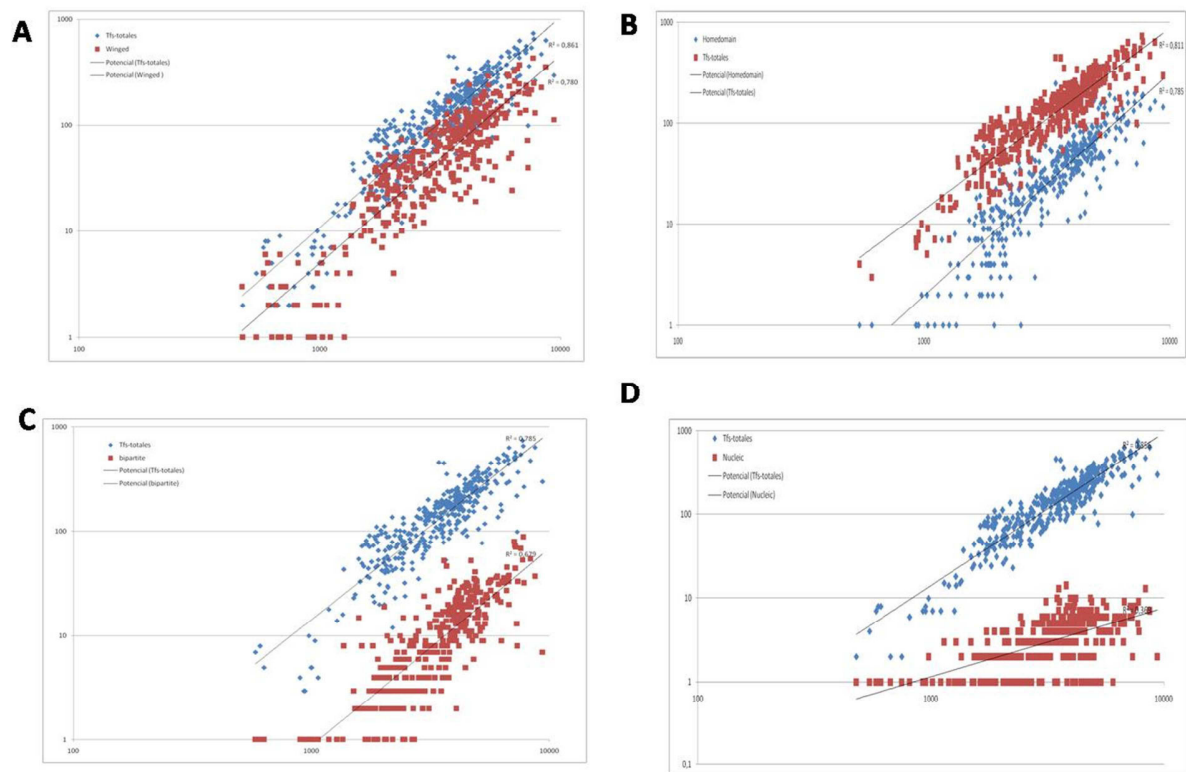 A
1000
100
10
1
100
1000
10000
Tfs-totales
Winged
Potencial (Tfs-totales)
Potencial (Winged )
R² = 0,861
R² = 0,780
B
1000
100
10
1
100
1000
10000
Homedomain
Tfs-totales
Potencial (Homedomain)
Potencial (Tfs-totales)
R² = 0,811
R² = 0,785
C
1000
100
10
1
100
1000
10000
Tfs-totales
bipartite
Potencial (Tfs-totales)
Potencial (bipartite)
R² = 0,785
R² = 0,629
D
1000
100
10
1
0,1
100
1000
10000
Tfs-totales
Nucleic
Potencial (Tfs-totales)
Potencial (Nucleic)